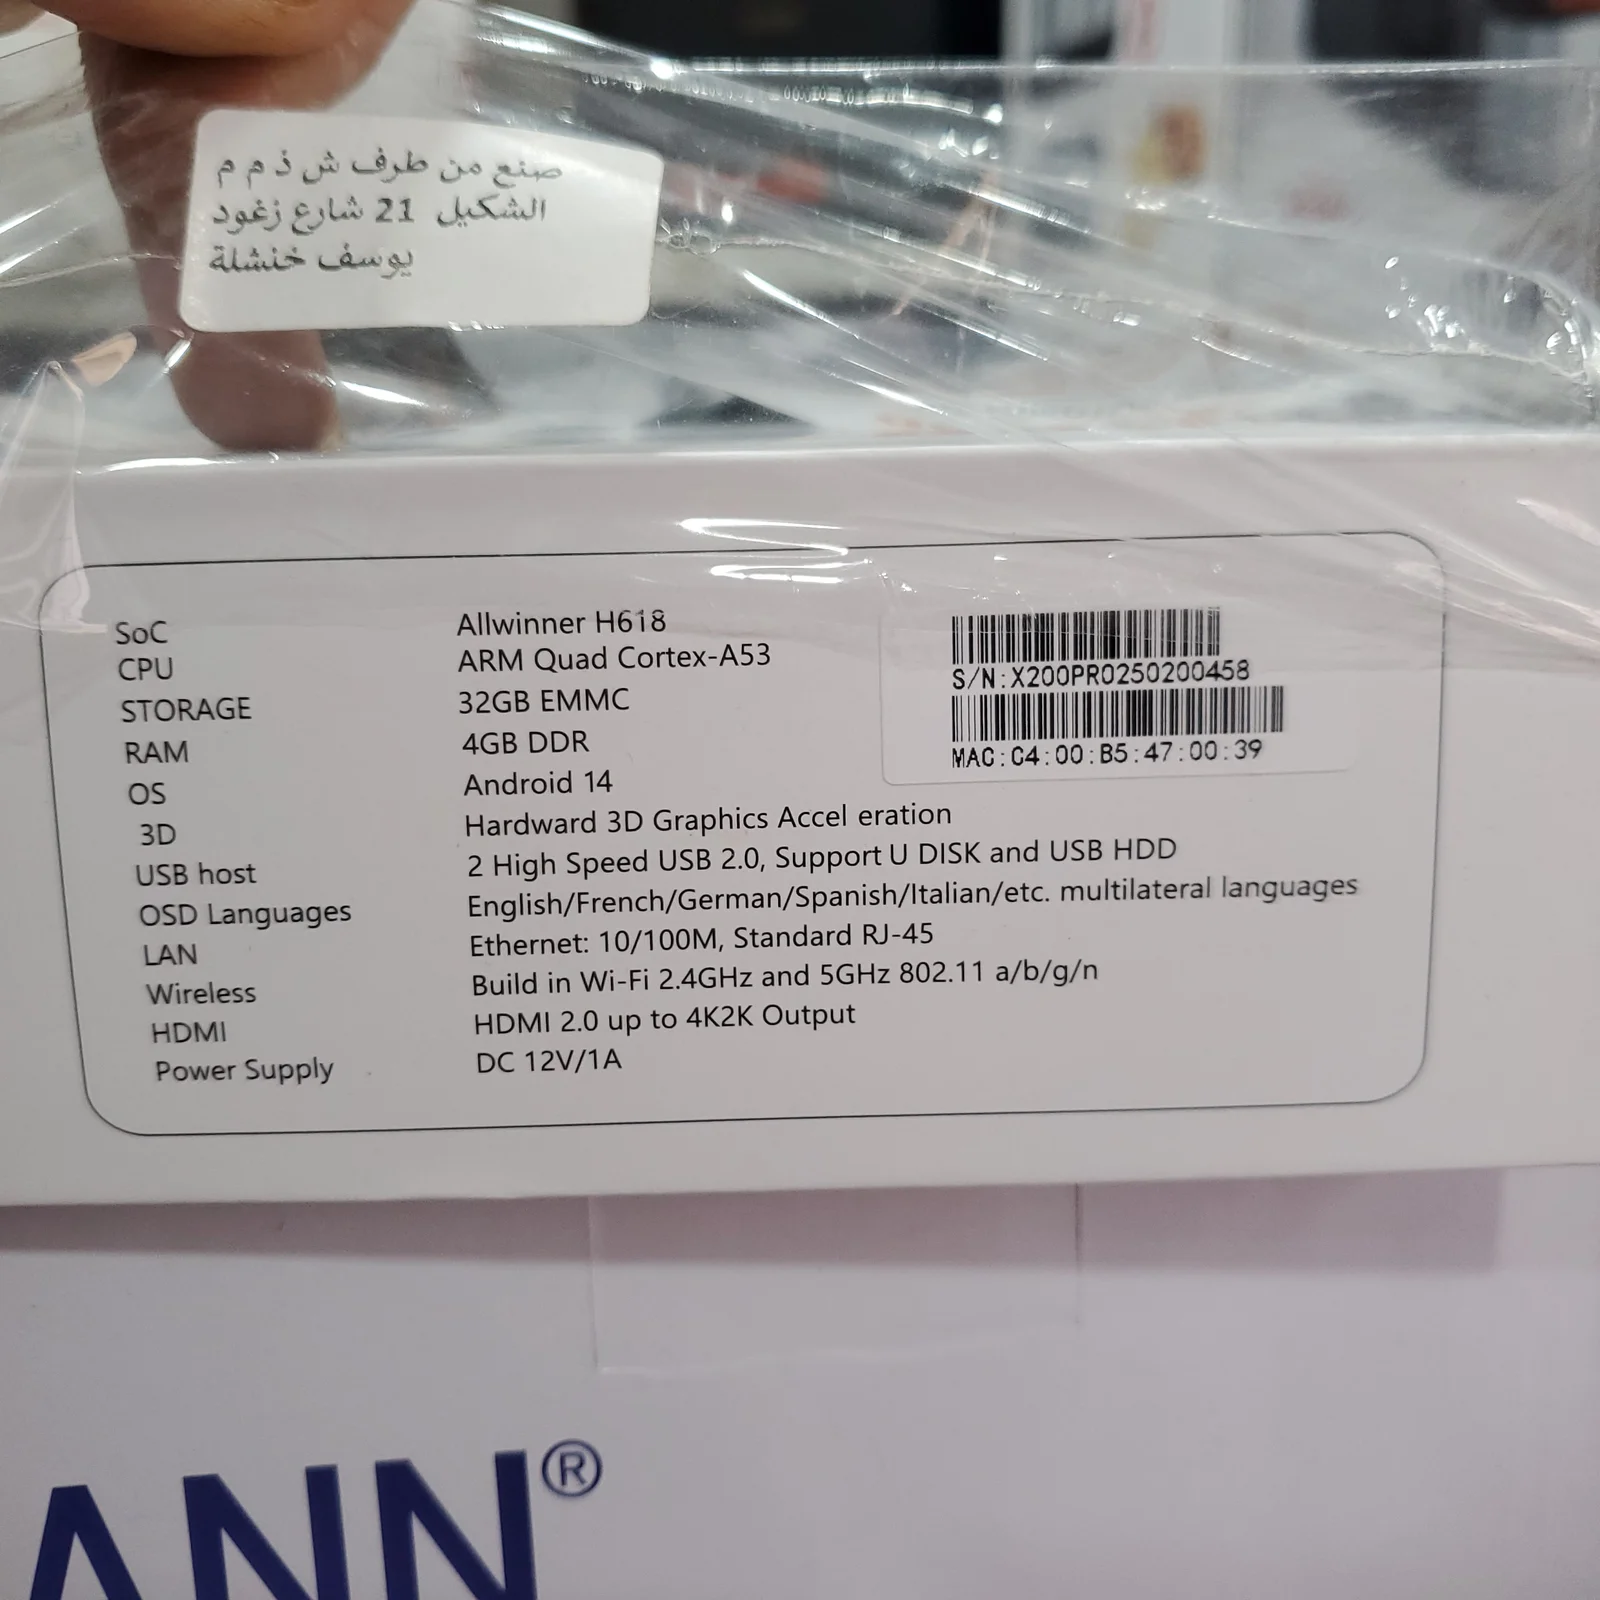 صنع من طرف ش ذ م م
الشكيل 21 شارع زغود
يوسف خنشلة
SoC Allwinner H618
CPU ARM Quad Cortex-A53
STORAGE 32GB EMMC
RAM 4GB DDR
OS Android 14
3D Hardward 3D Graphics Accel eration
USB host 2 High Speed USB 2.0, Support U DISK and USB HDD
OSD Languages English/French/German/Spanish/Italian/etc. multilateral languages
LAN Ethernet: 10/100M, Standard RJ-45
Wireless Build in Wi-Fi 2.4GHz and 5GHz 802.11 a/b/g/n
HDMI HDMI 2.0 up to 4K2K Output
Power Supply DC 12V/1A
S/N:X200PR0250200458
MAC:C4:00:B5:47:00:39
ANN®